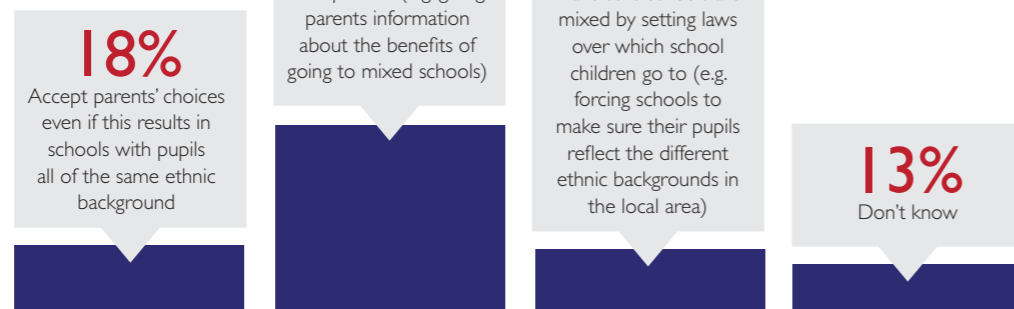 18%
Accept parents' choices
even if this results in
schools with pupils
all of the same ethnic
background
parents information
about the benefits of
going to mixed schools)
mixed by setting laws
over which school
children go to (e.g.
forcing schools to
make sure their pupils
reflect the different
ethnic backgrounds in
the local area)
13%
Don't know